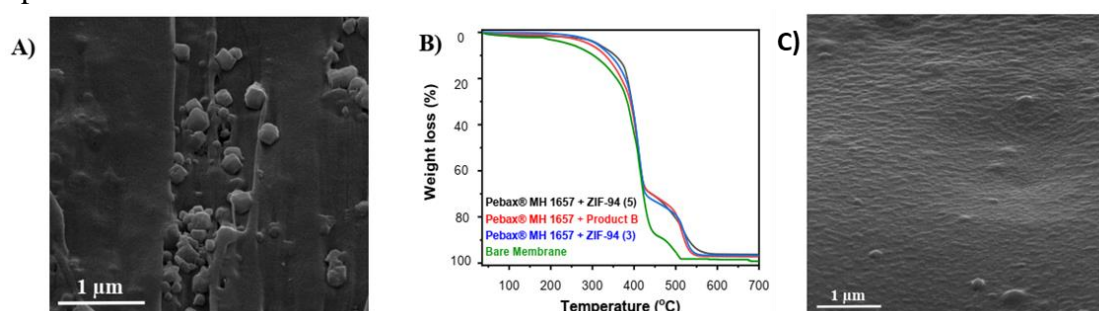 A)
1 µm
B)
Weight loss (%)
0
20
40
60
80
100
Pebax® MH 1657 + ZIF-94 (5)
Pebax® MH 1657 + Product B
Pebax® MH 1657 + ZIF-94 (3)
Bare Membrane
100 200 300 400 500 600 700
Temperature (°C)
C)
1 µm